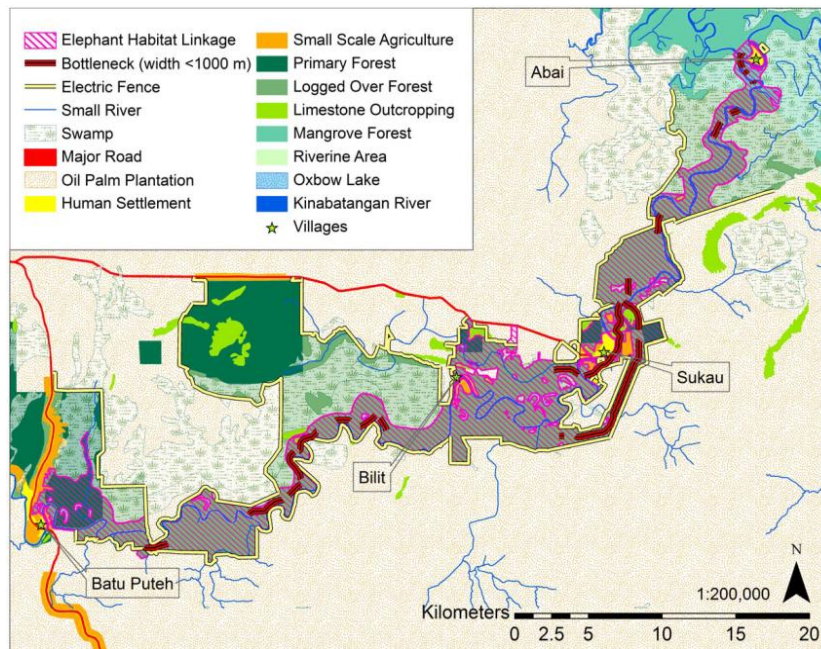 Elephant Habitat Linkage
Bottleneck (width <1000 m)
Electric Fence
Small River
Swamp
Major Road
Oil Palm Plantation
Human Settlement
Small Scale Agriculture
Primary Forest
Logged Over Forest
Limestone Outcropping
Mangrove Forest
Riverine Area
Oxbow Lake
Kinabatangan River
Villages
Abai
Sukau
Bilit
Batu Puteh
N
1:200,000
Kilometers
0 2.5 5 10 15 20